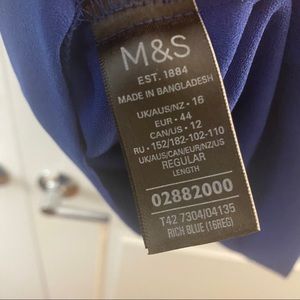 M&S
EST. 1884
MADE IN BANGLADESH
UK/AUS/NZ - 16
EUR - 44
CAN/US - 12
RU - 152/182-102-110
UK/AUS/CAN/EUR/NZ/US
REGULAR
LENGTH
02882000
T42 7304/04135
RICH BLUE (16REG)